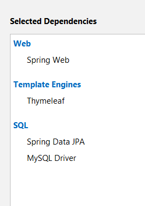 Selected Dependencies
Web
Spring Web
Template Engines
Thymeleaf
SQL
Spring Data JPA
MySQL Driver